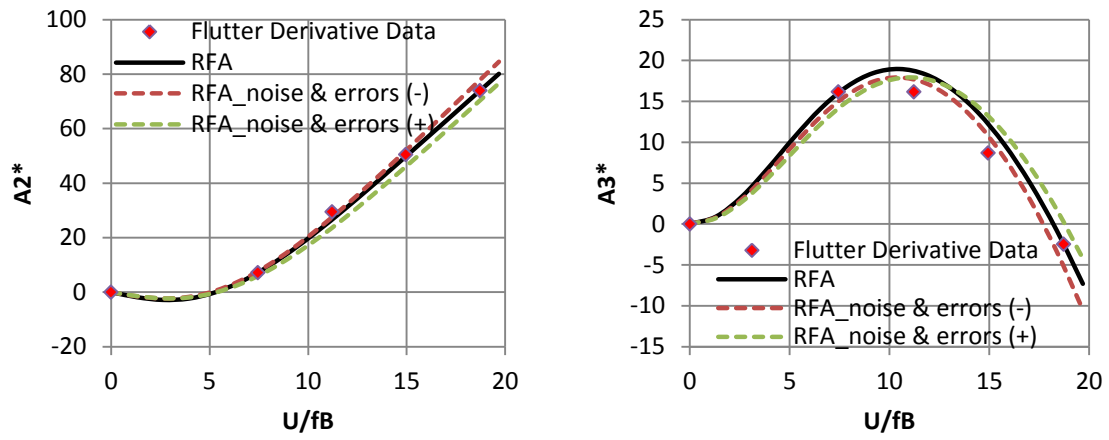 100
80
60
40
20
0
-20
A2*
0
5
10
15
20
U/fB
Flutter Derivative Data
RFA
RFA_noise & errors (-)
RFA_noise & errors (+)
25
20
15
10
5
0
-5
-10
-15
A3*
0
5
10
15
20
U/fB
Flutter Derivative Data
RFA
RFA_noise & errors (-)
RFA_noise & errors (+)